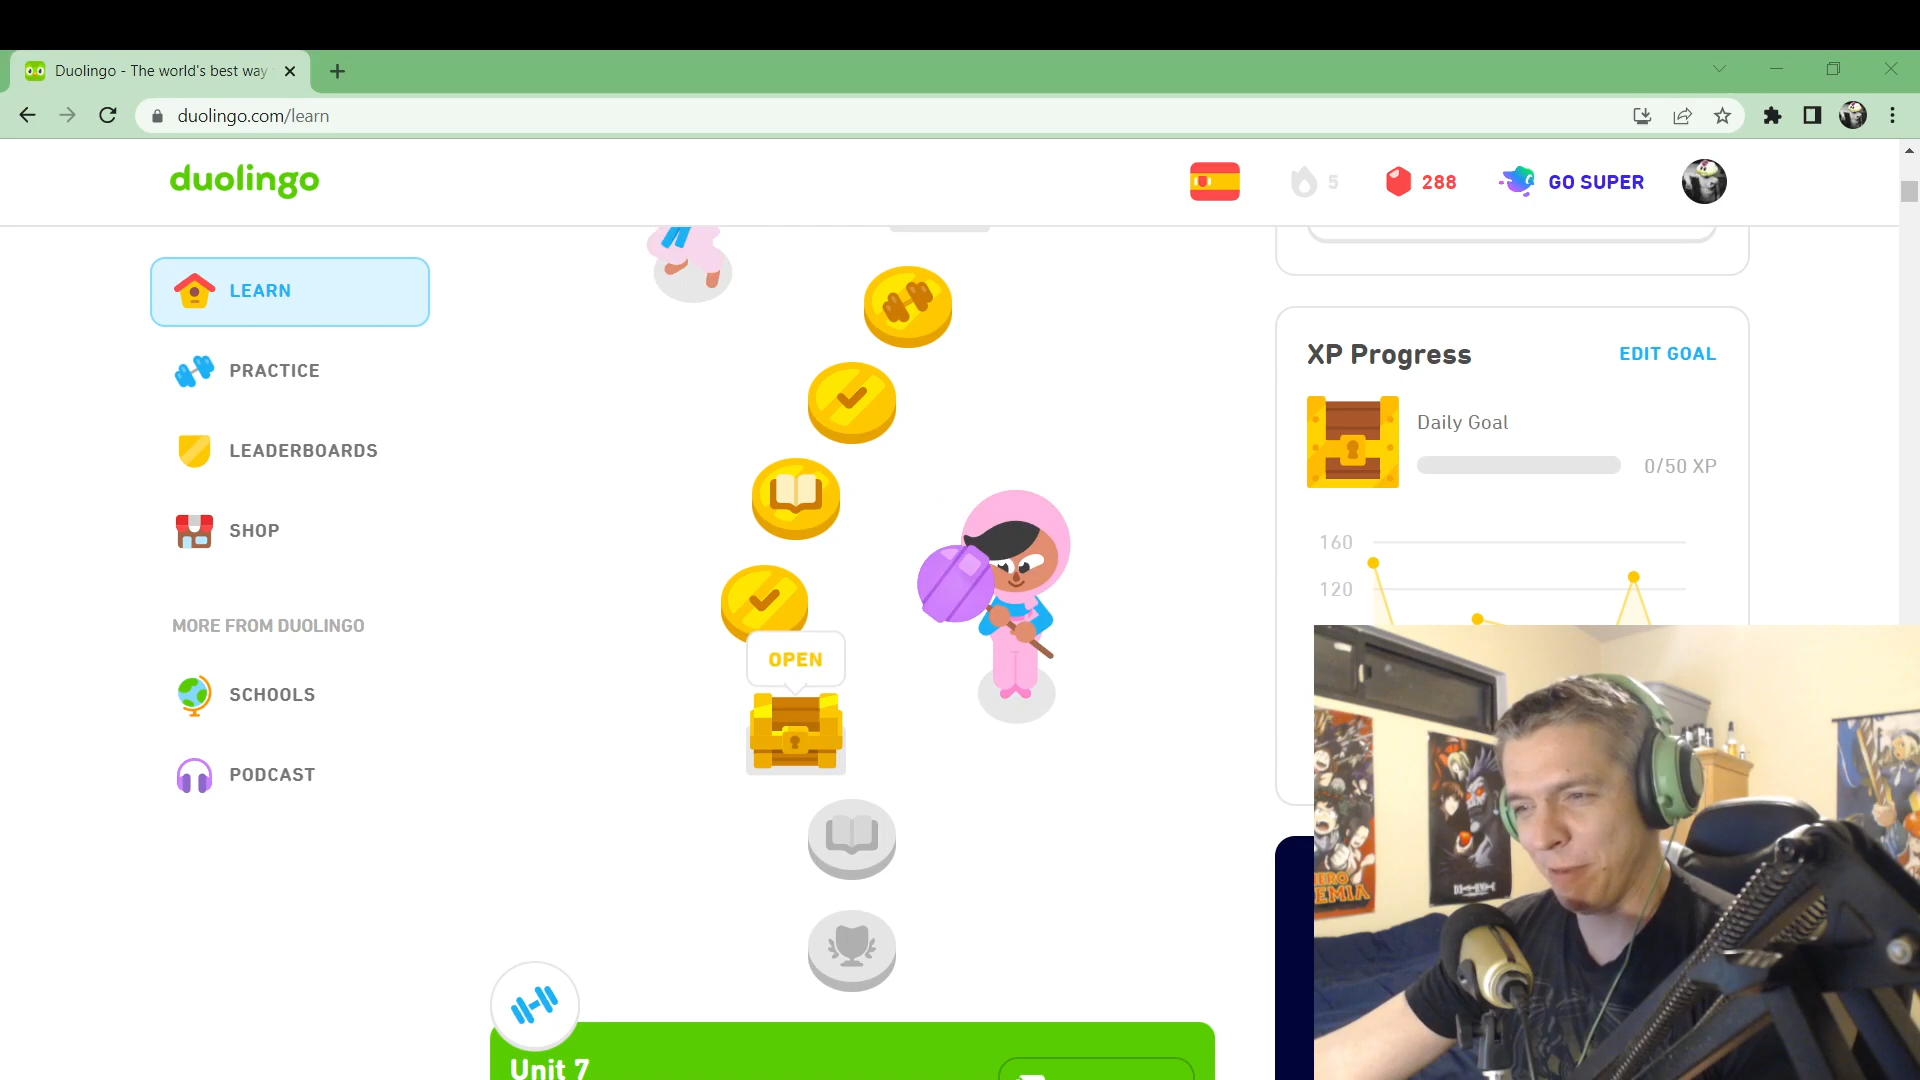 Duolingo - The world's best way
duolingo.com/learn
duolingo
5
288
GO SUPER
LEARN
PRACTICE
LEADERBOARDS
SHOP
MORE FROM DUOLINGO
SCHOOLS
PODCAST
OPEN
XP Progress
EDIT GOAL
Daily Goal
0/50 XP
160
120
Unit 7